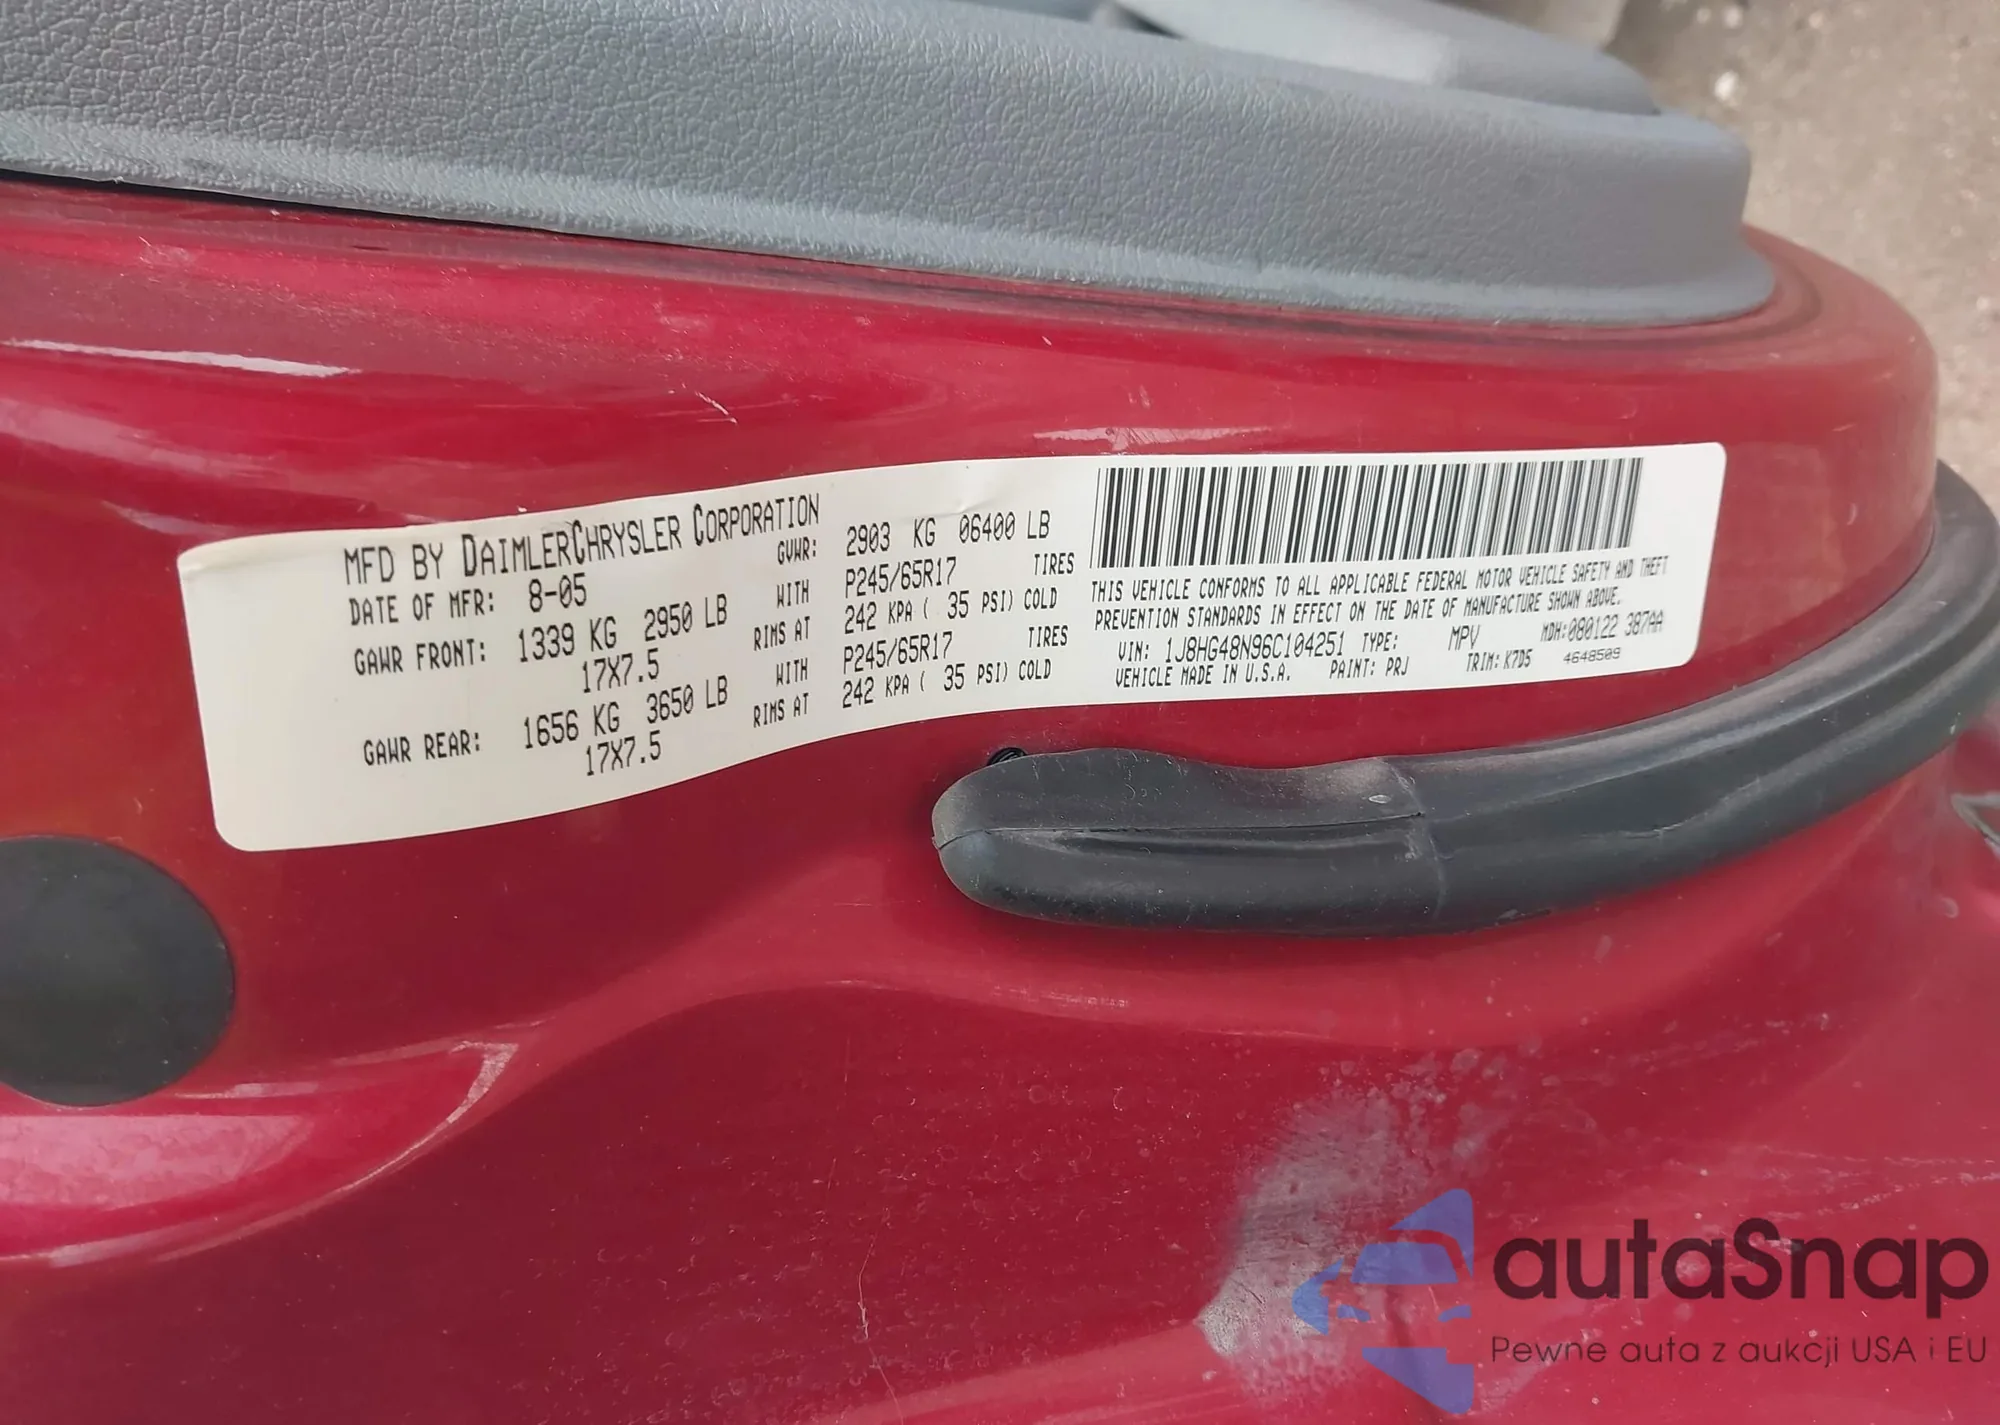 MFD BY DAIMLERCHRYSLER CORPORATION
DATE OF MFR: 8-05 GVWR: 2903 KG 06400 LB
GAWR FRONT: 1339 KG 2950 LB WITH P245/65R17 TIRES
17X7.5 RIMS AT 242 KPA ( 35 PSI) COLD
GAWR REAR: 1656 KG 3650 LB WITH P245/65R17 TIRES
17X7.5 RIMS AT 242 KPA ( 35 PSI) COLD
THIS VEHICLE CONFORMS TO ALL APPLICABLE FEDERAL MOTOR VEHICLE SAFETY AND THEFT
PREVENTION STANDARDS IN EFFECT ON THE DATE OF MANUFACTURE SHOWN ABOVE.
VIN: 1J8HG48N96C104251 TYPE: MPV MDH:080122 387AA
VEHICLE MADE IN U.S.A. PAINT: PRJ TRIM: K7D5 4648509
autaSnap
Pewne auta z aukcji USA i EU